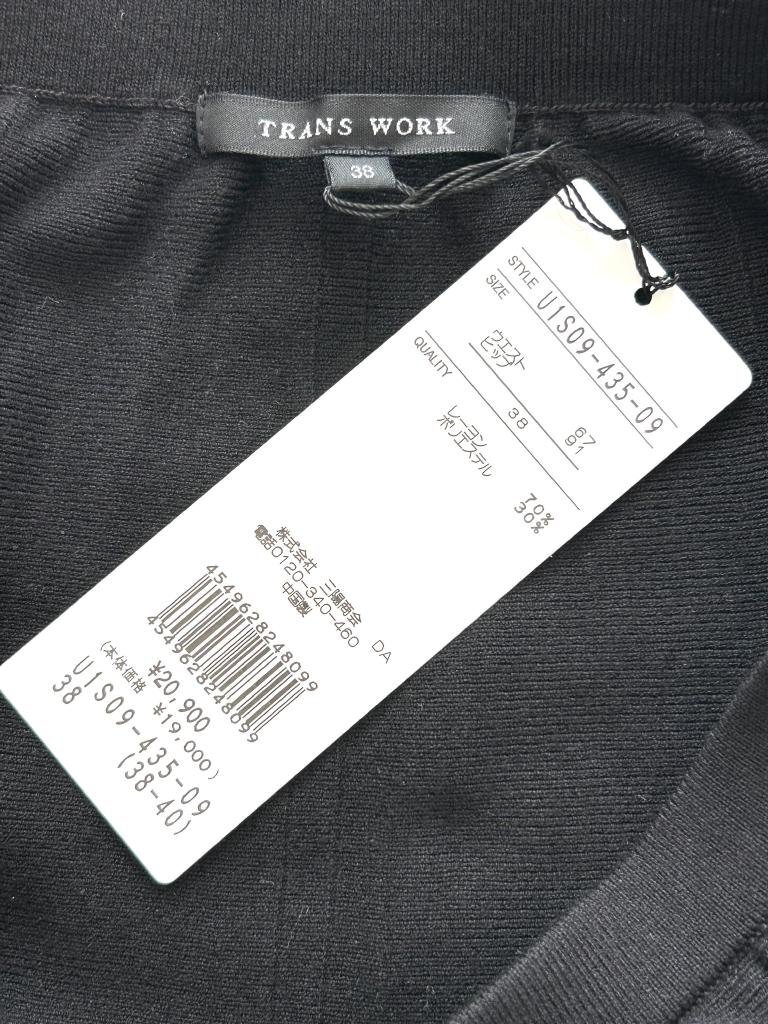 TRANS WORK
38
STYLE U1S09-435-09
SIZE
ウエスト 67
ヒップ 38 91
QUALITY
レーヨン 70%
ポリエステル 30%
株式会社 三陽商会
電話0120-340-460 DA
中国製
4549628248099
4549628248099
¥20,900
(本体価格 ¥19,000)
U1S09-435-09
38 (38-40)